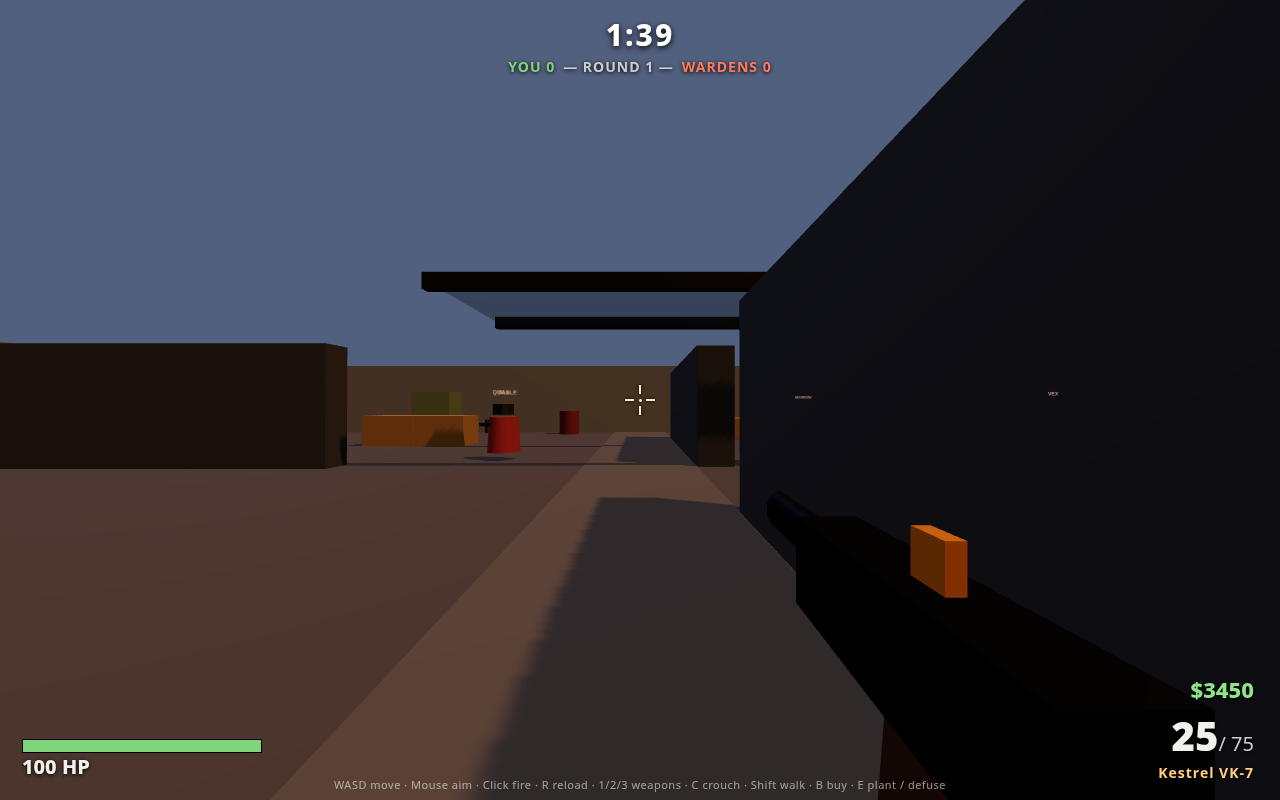 1:39
YOU 0 — ROUND 1 — WARDENS 0
VEX
$3450
25 / 75
100 HP
Kestrel VK-7
WASD move · Mouse aim · Click fire · R reload · 1/2/3 weapons · C crouch · Shift walk · B buy · E plant / defuse